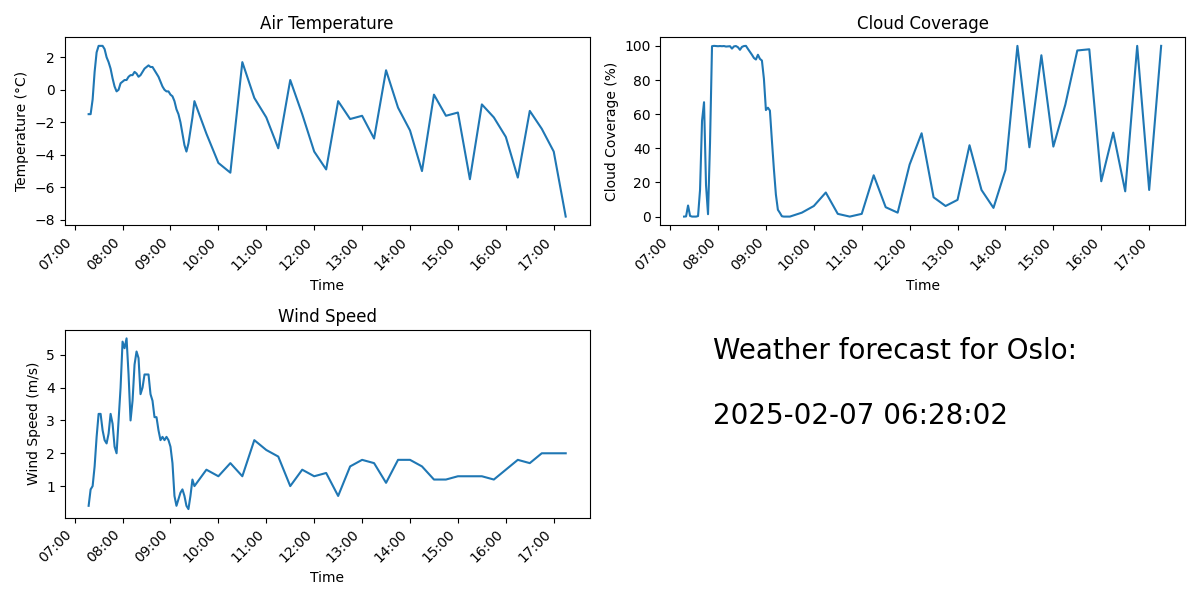 Air Temperature
Temperature (°C)
2
0
−2
−4
−6
−8
07:00 08:00 09:00 10:00 11:00 12:00 13:00 14:00 15:00 16:00 17:00
Time
Cloud Coverage
Cloud Coverage (%)
100
80
60
40
20
0
07:00 08:00 09:00 10:00 11:00 12:00 13:00 14:00 15:00 16:00 17:00
Time
Wind Speed
Wind Speed (m/s)
5
4
3
2
1
07:00 08:00 09:00 10:00 11:00 12:00 13:00 14:00 15:00 16:00 17:00
Time
Weather forecast for Oslo:
2025-02-07 06:28:02